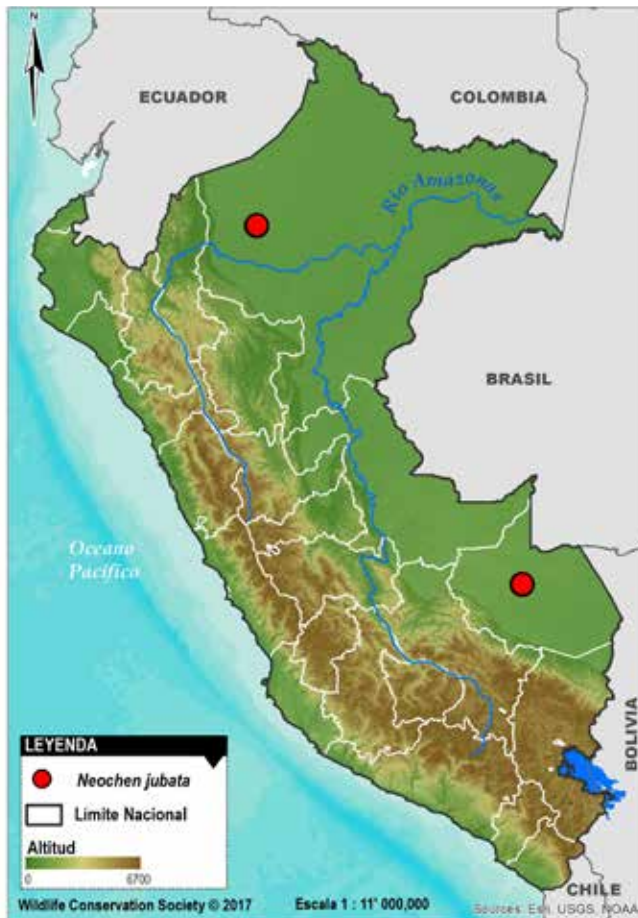 N
ECUADOR
COLOMBIA
Río Amazonas
BRASIL
Oceano
Pacífico
BOLIVIA
LEYENDA
Neochen jubata
Limite Nacional
Altitud
0
6700
CHILE
Wildlife Conservation Society © 2017
Escala 1 : 11' 000,000
Sources: Esri, USGS, NOAA